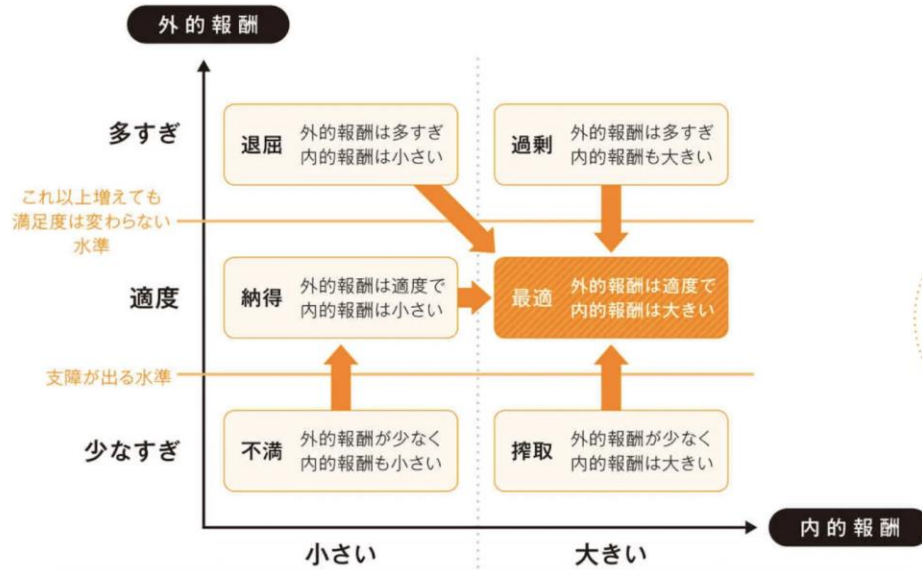 外的報酬
多すぎ
退屈
外的報酬は多すぎ
内的報酬は小さい
過剰
外的報酬は多すぎ
内的報酬も大きい
これ以上増えても
満足度は変わらない
水準
適度
納得
外的報酬は適度で
内的報酬は小さい
最適
外的報酬は適度で
内的報酬は大きい
支障が出る水準
少なすぎ
不満
外的報酬が少なく
内的報酬も小さい
搾取
外的報酬が少なく
内的報酬は大きい
内的報酬
小さい
大きい